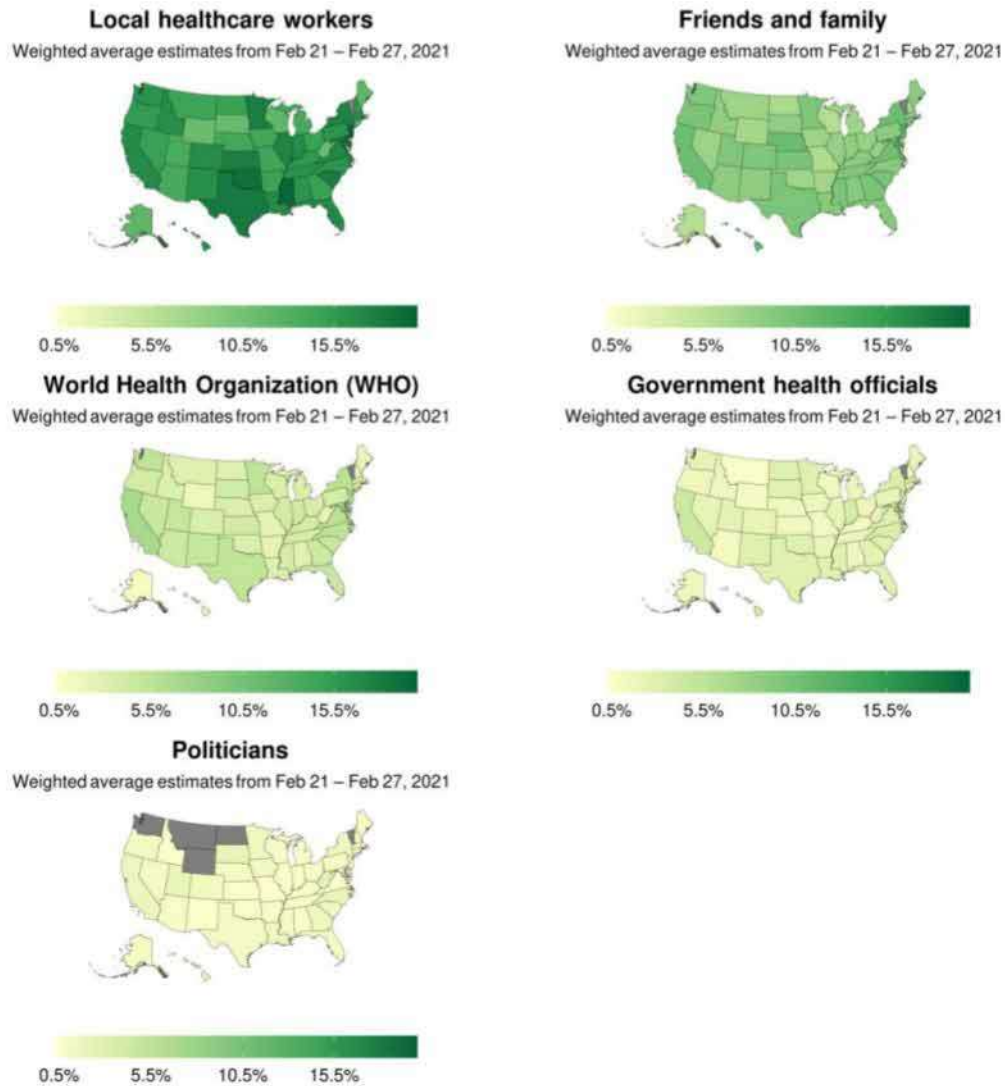 Local healthcare workers
Weighted average estimates from Feb 21 – Feb 27, 2021
0.5% 5.5% 10.5% 15.5%
Friends and family
Weighted average estimates from Feb 21 – Feb 27, 2021
0.5% 5.5% 10.5% 15.5%
World Health Organization (WHO)
Weighted average estimates from Feb 21 – Feb 27, 2021
0.5% 5.5% 10.5% 15.5%
Government health officials
Weighted average estimates from Feb 21 – Feb 27, 2021
0.5% 5.5% 10.5% 15.5%
Politicians
Weighted average estimates from Feb 21 – Feb 27, 2021
0.5% 5.5% 10.5% 15.5%